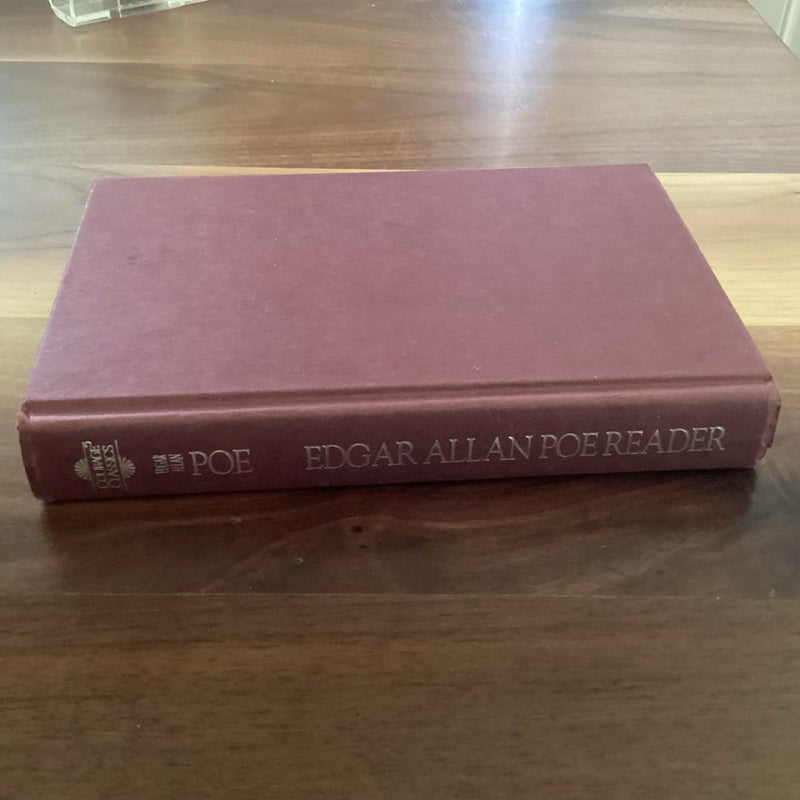 COURAGE
CLASSICS
EDGAR
ALLAN
POE
EDGAR ALLAN POE READER